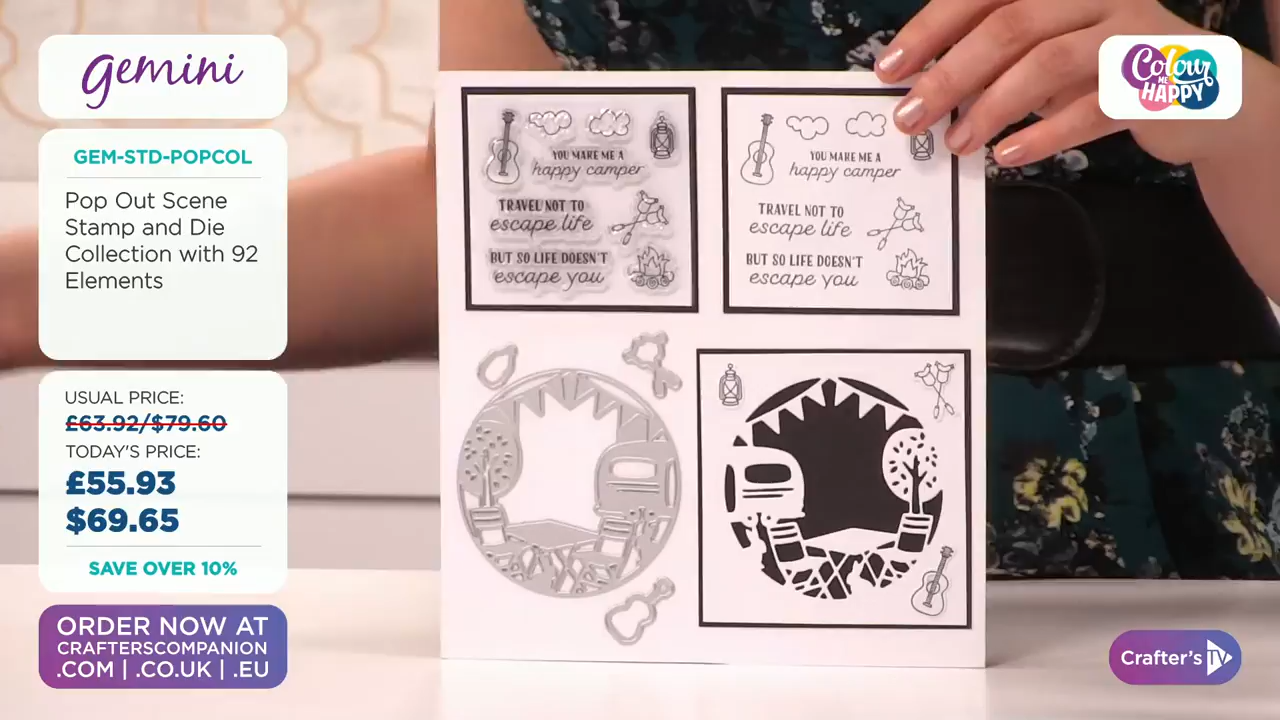 gemini
GEM-STD-POPCOL
Pop Out Scene
Stamp and Die
Collection with 92
Elements
USUAL PRICE:
£63.92/$79.60
TODAY'S PRICE:
£55.93
$69.65
SAVE OVER 10%
ORDER NOW AT
CRAFTERSCOMPANION
.COM | .CO.UK | .EU
YOU MAKE ME A
happy camper
TRAVEL NOT TO
escape life
BUT SO LIFE DOESN'T
escape you
YOU MAKE ME A
happy camper
TRAVEL NOT TO
escape life
BUT SO LIFE DOESN'T
escape you
Colour
ME
HAPPY
Crafter's TV